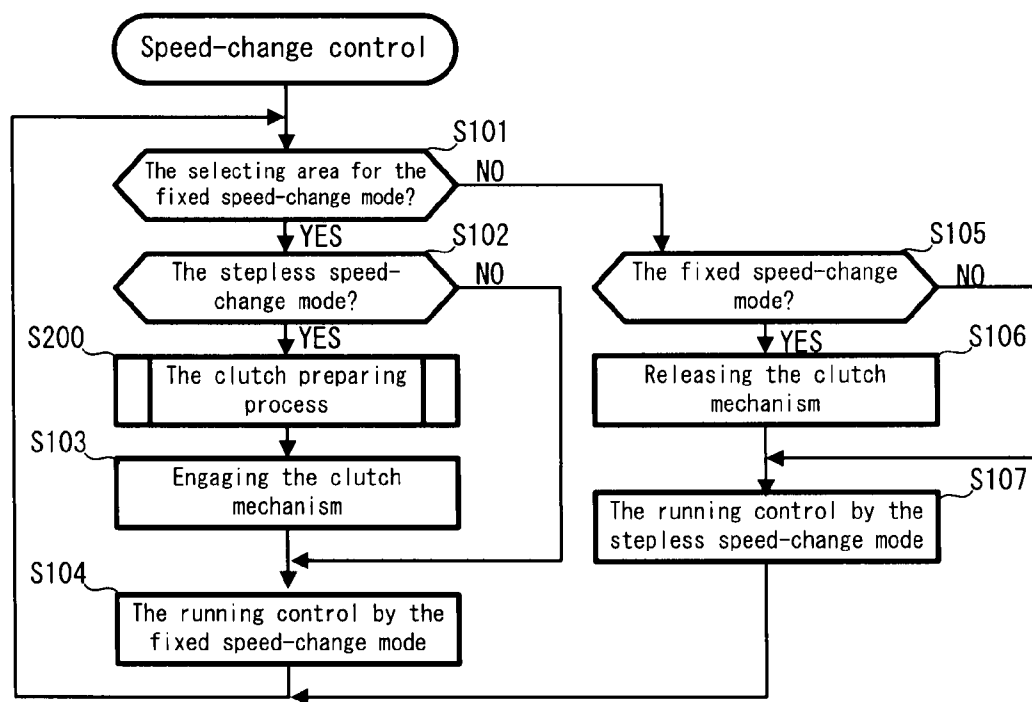 Speed-change control
S101
The selecting area for the
fixed speed-change mode?
NO
YES
S102
The stepless speed-
change mode?
NO
YES
S200
The clutch preparing
process
S103
Engaging the clutch
mechanism
S104
The running control by the
fixed speed-change mode
S105
The fixed speed-change
mode?
NO
YES
S106
Releasing the clutch
mechanism
S107
The running control by the
stepless speed-change mode